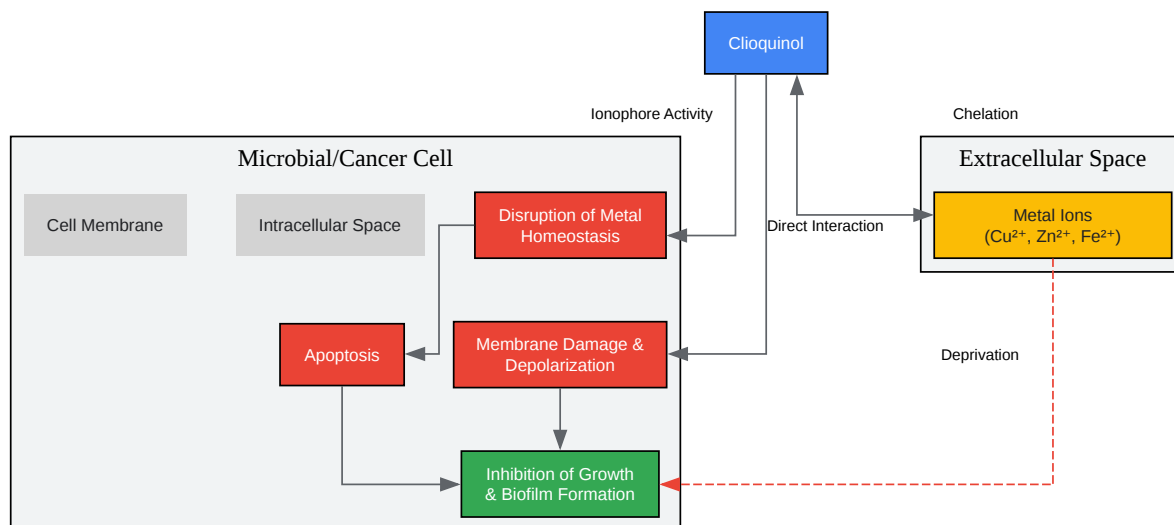 Clioquinol
Ionophore Activity
Chelation
Microbial/Cancer Cell
Extracellular Space
Cell Membrane
Intracellular Space
Disruption of Metal
Homeostasis
Direct Interaction
Metal Ions
(Cu²⁺, Zn²⁺, Fe²⁺)
Apoptosis
Membrane Damage &
Depolarization
Deprivation
Inhibition of Growth
& Biofilm Formation